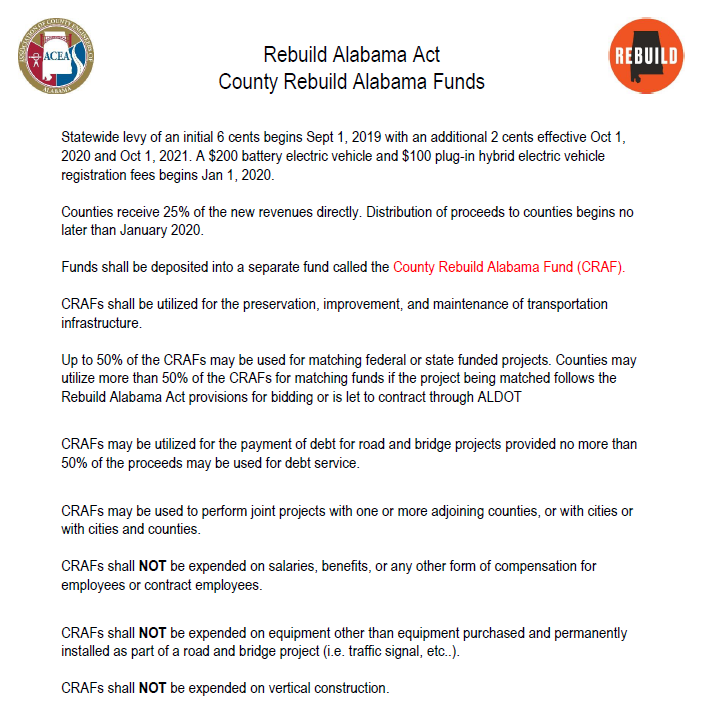 ASSOCIATION OF COUNTY ENGINEERS OF
ACEA
ALABAMA
REBUILD
Rebuild Alabama Act
County Rebuild Alabama Funds
Statewide levy of an initial 6 cents begins Sept 1, 2019 with an additional 2 cents effective Oct 1,
2020 and Oct 1, 2021. A $200 battery electric vehicle and $100 plug-in hybrid electric vehicle
registration fees begins Jan 1, 2020.
Counties receive 25% of the new revenues directly. Distribution of proceeds to counties begins no
later than January 2020.
Funds shall be deposited into a separate fund called the County Rebuild Alabama Fund (CRAF).
CRAFs shall be utilized for the preservation, improvement, and maintenance of transportation
infrastructure.
Up to 50% of the CRAFs may be used for matching federal or state funded projects. Counties may
utilize more than 50% of the CRAFs for matching funds if the project being matched follows the
Rebuild Alabama Act provisions for bidding or is let to contract through ALDOT
CRAFs may be utilized for the payment of debt for road and bridge projects provided no more than
50% of the proceeds may be used for debt service.
CRAFs may be used to perform joint projects with one or more adjoining counties, or with cities or
with cities and counties.
CRAFs shall NOT be expended on salaries, benefits, or any other form of compensation for
employees or contract employees.
CRAFs shall NOT be expended on equipment other than equipment purchased and permanently
installed as part of a road and bridge project (i.e. traffic signal, etc..).
CRAFs shall NOT be expended on vertical construction.